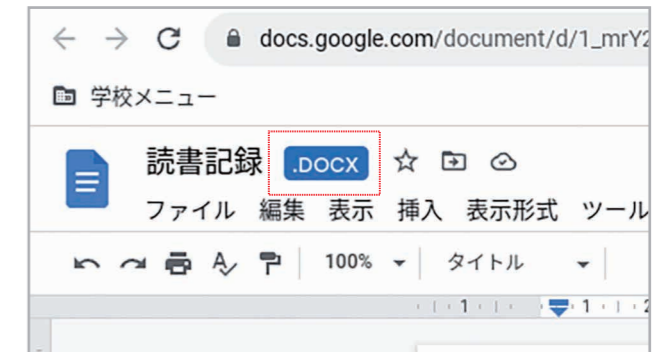 docs.google.com/document/d/1_mrY2
学校メニュー
読書記録 .DOCX
ファイル 編集 表示 挿入 表示形式 ツール
100% タイトル
1 1 2